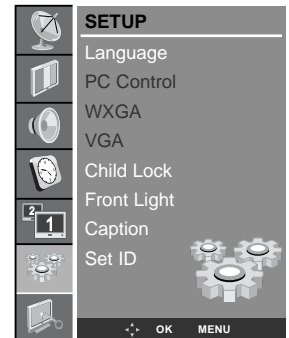 SETUP
Language
PC Control
WXGA
VGA
Child Lock
Front Light
Caption
Set ID
2
1
OK MENU